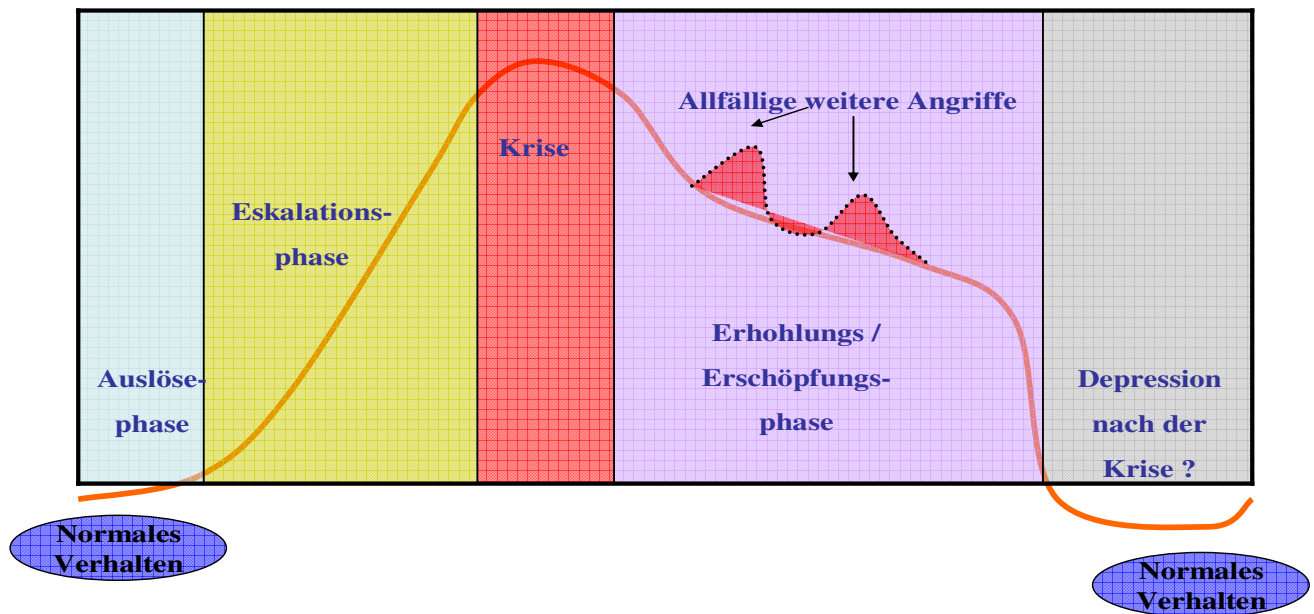 Allfällige weitere Angriffe
Krise
Eskalations-
phase
Auslöse-
phase
Erhohlungs /
Erschöpfungs-
phase
Depression
nach der
Krise ?
Normales
Verhalten
Normales
Verhalten